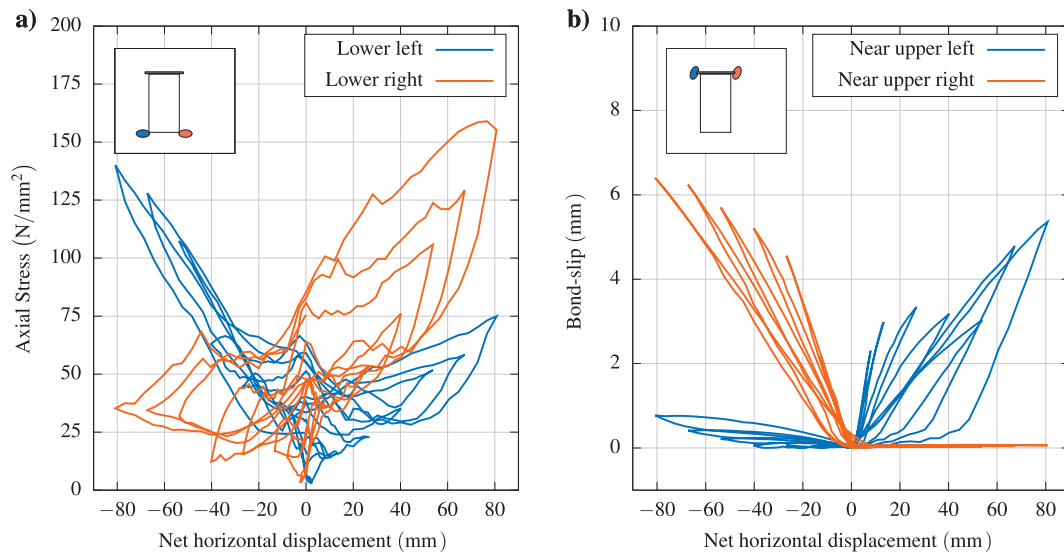 a)
Axial Stress (N/mm²)
200
175
150
125
100
75
50
25
0
Lower left
Lower right
−80 −60 −40 −20 0 20 40 60 80
Net horizontal displacement (mm)
b)
Bond-slip (mm)
10
8
6
4
2
0
Near upper left
Near upper right
−80 −60 −40 −20 0 20 40 60 80
Net horizontal displacement (mm)